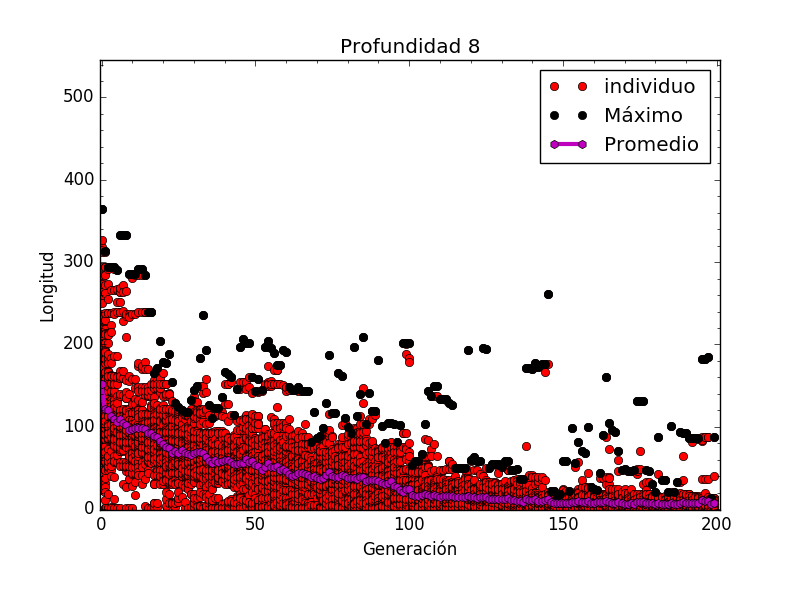 Profundidad 8
individuo
Máximo
Promedio
500
400
300
200
100
0
Longitud
0 50 100 150 200
Generación